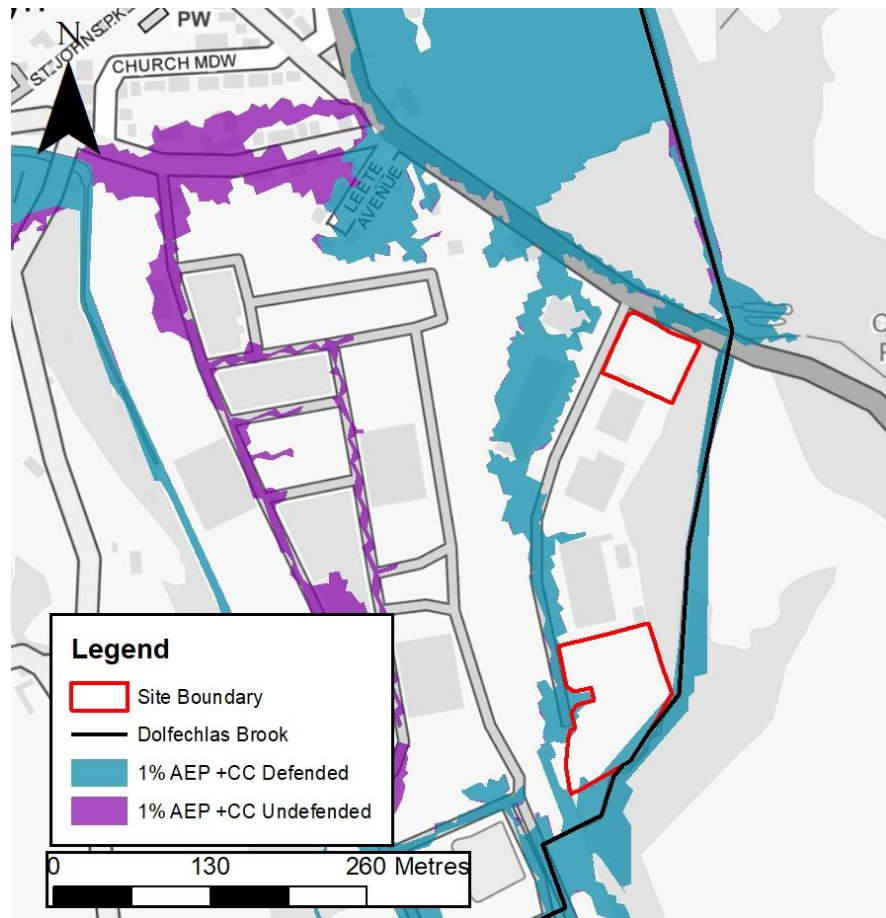 PW
N
ST JOHNS PK
CHURCH MDW
LEETE
AVENUE
C
Legend
Site Boundary
Dolfechlas Brook
1% AEP +CC Defended
1% AEP +CC Undefended
0 130 260 Metres